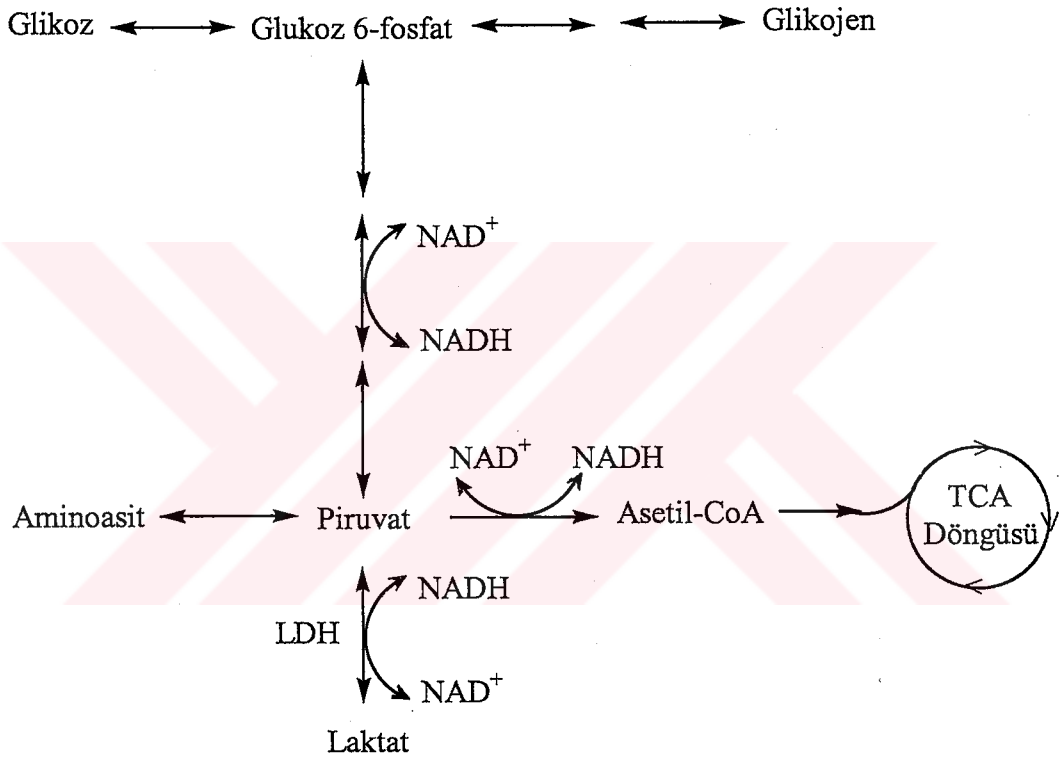 Glikoz Glukoz 6-fosfat Glikojen
NAD+
NADH
NAD+ NADH
Aminoasit Piruvat Asetil-CoA TCA
Döngüsü
NADH
LDH
NAD+
Laktat